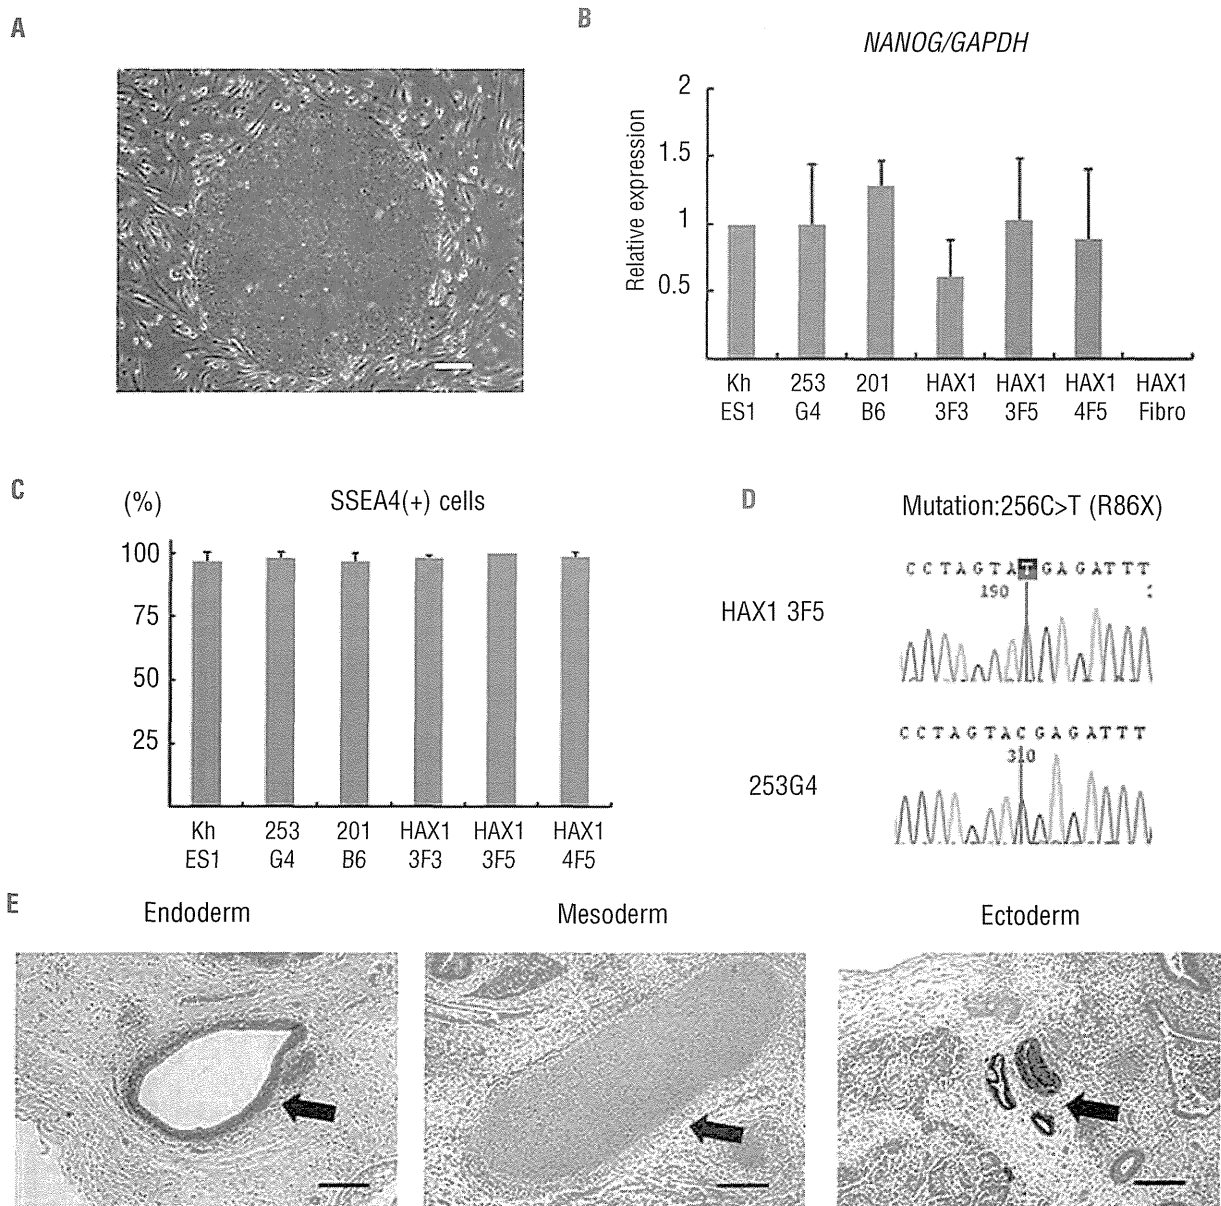 A
B
NANOG/GAPDH
Relative expression
2
1.5
1
0.5
Kh ES1
253 G4
201 B6
HAX1 3F3
HAX1 3F5
HAX1 4F5
HAX1 Fibro
C
(%)
SSEA4(+) cells
100
75
50
25
Kh ES1
253 G4
201 B6
HAX1 3F3
HAX1 3F5
HAX1 4F5
D
Mutation:256C>T (R86X)
HAX1 3F5
C C T A G T A T G A G A T T T
190
253G4
C C T A G T A C G A G A T T T
310
E
Endoderm
Mesoderm
Ectoderm